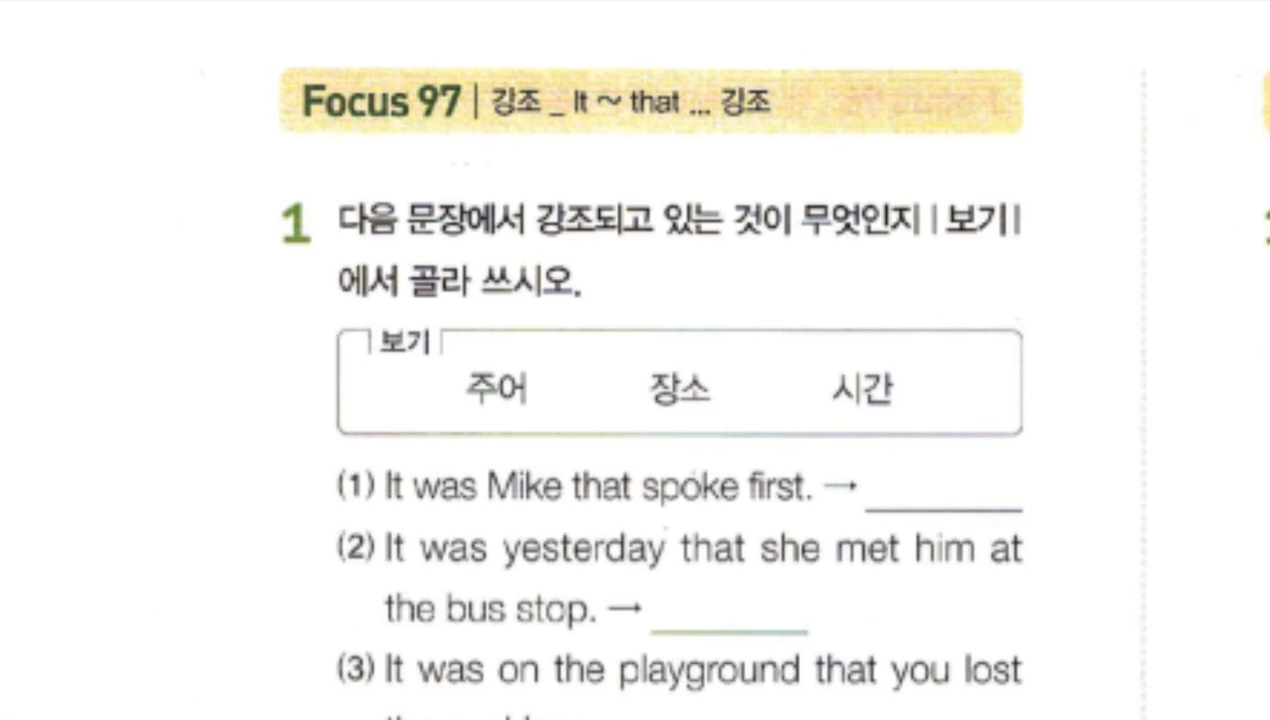 Focus 97 | 강조 _ It ~ that ... 강조
1 다음 문장에서 강조되고 있는 것이 무엇인지 | 보기 |
에서 골라 쓰시오.
보기
주어 장소 시간
(1) It was Mike that spoke first. →
(2) It was yesterday that she met him at
the bus stop. →
(3) It was on the playground that you lost